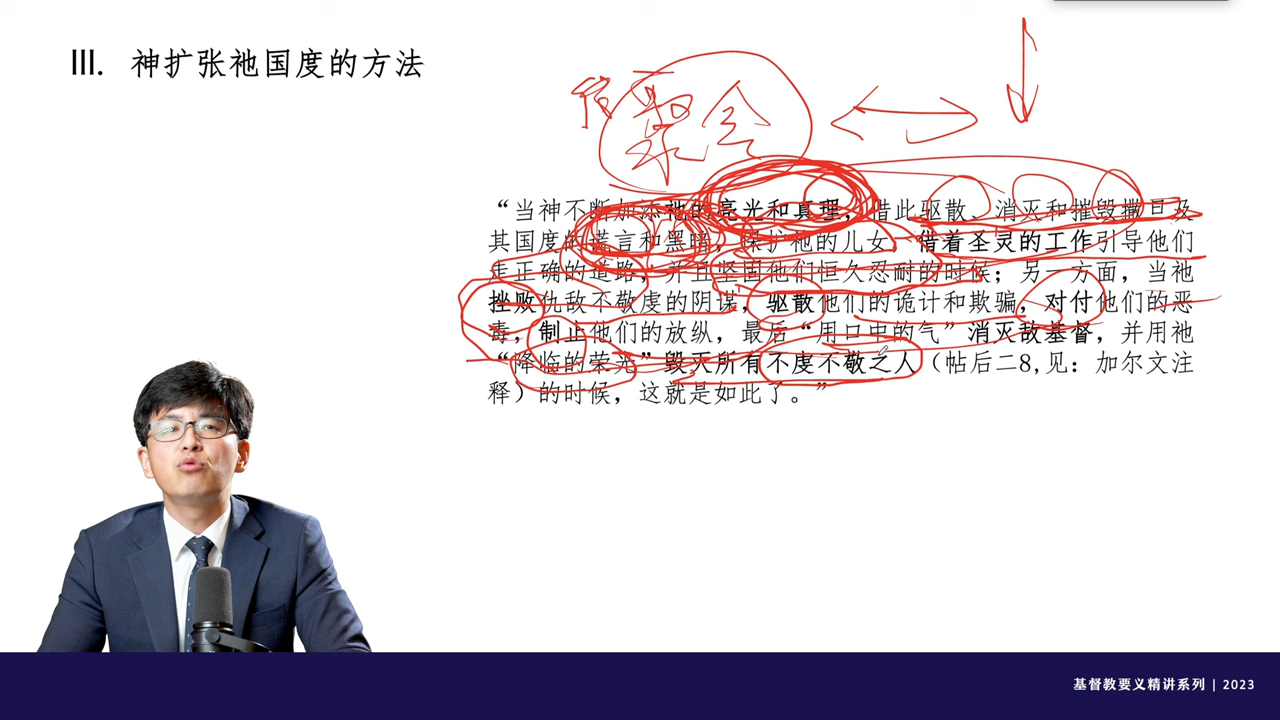 III. 神扩张祂国度的方法
聚会
“当神不断加添祂的亮光和真理，借此驱散、消灭和摧毁撒旦及
其国度的谎言和黑暗，保护祂的儿女，借着圣灵的工作引导他们
走正确的道路，并且坚固他们恒久忍耐的时候；另一方面，当祂
挫败仇敌不敬虔的阴谋，驱散他们的诡计和欺骗，对付他们的恶
毒，制止他们的放纵，最后“用口中的气”消灭敌基督，并用祂
“降临的荣光”毁灭所有不虔不敬之人（帖后二8,见：加尔文注
释）的时候，这就是如此了。”
基督教要义精讲系列 | 2023